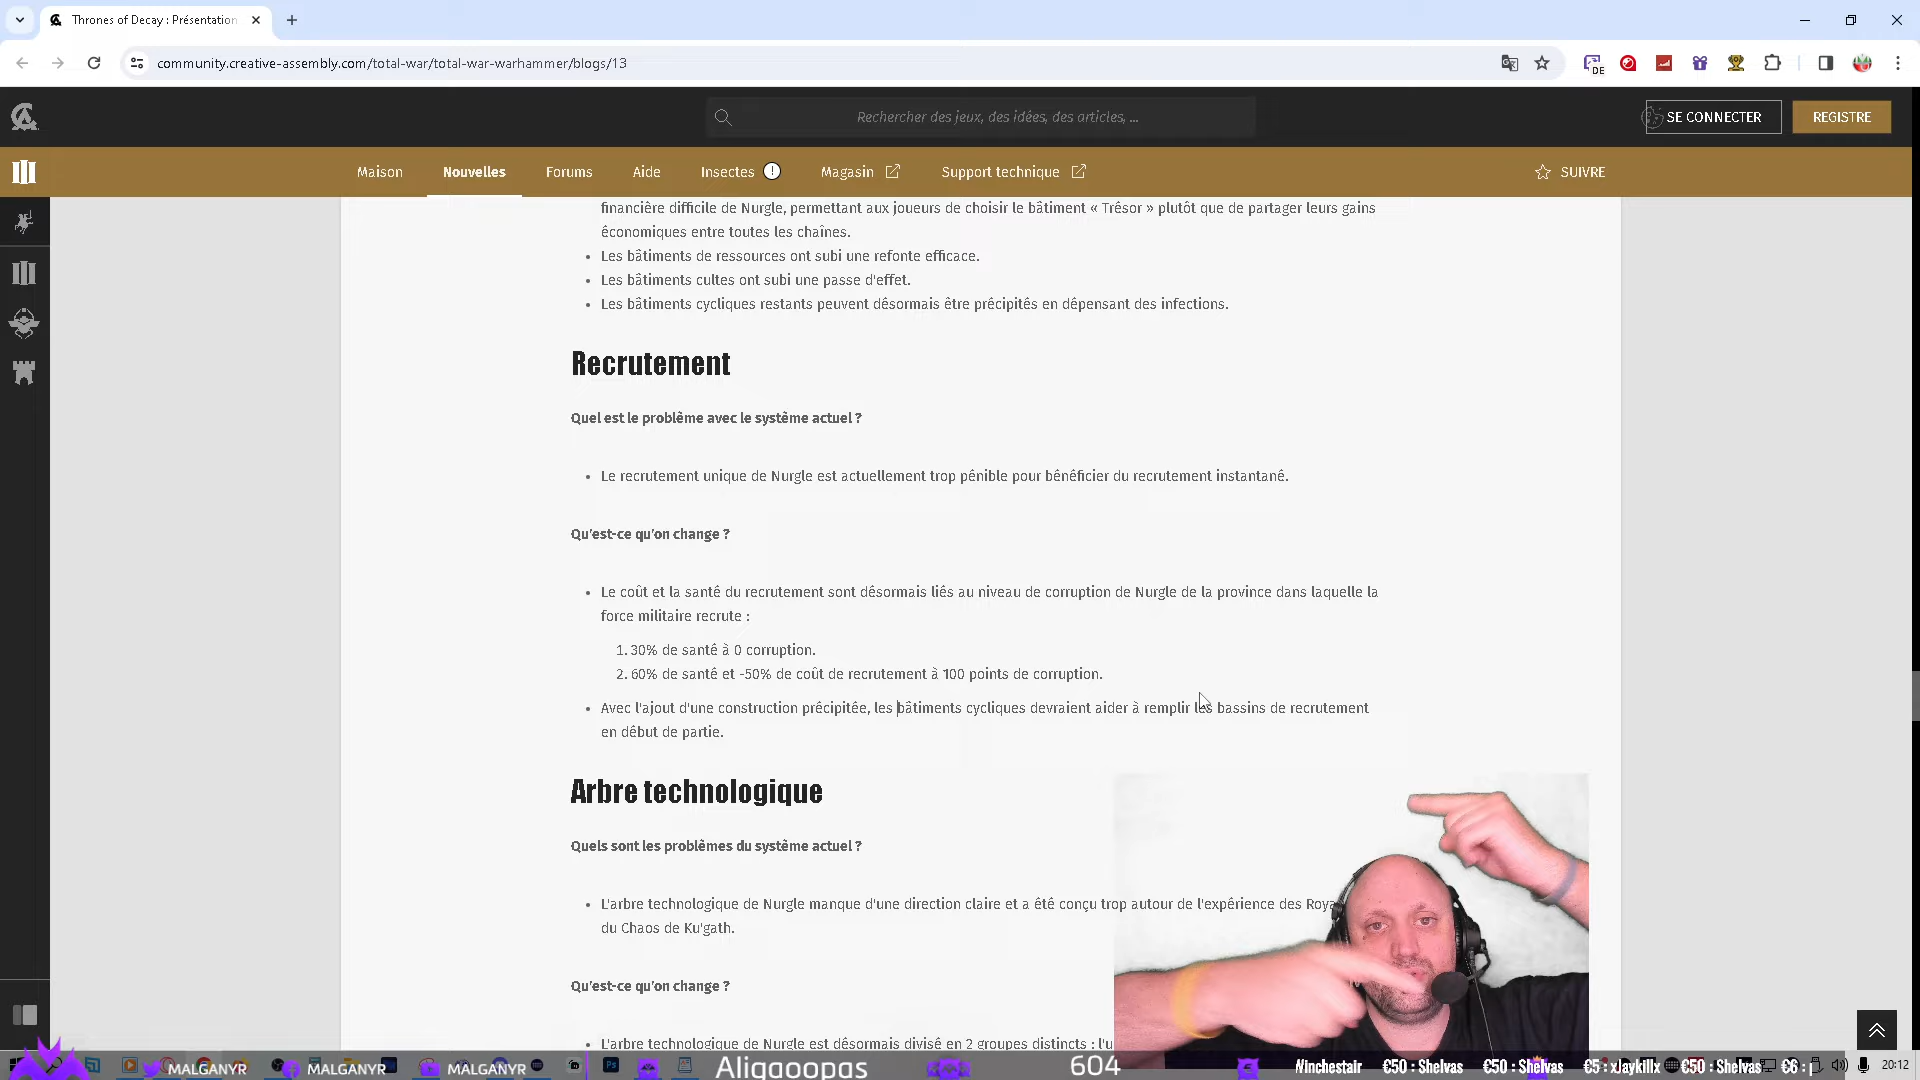 Thrones of Decay : Présentation
community.creative-assembly.com/total-war/total-war-warhammer/blogs/13
DE
Rechercher des jeux, des idées, des articles, ...
SE CONNECTER
REGISTRE
Maison
Nouvelles
Forums
Aide
Insectes
Magasin
Support technique
SUIVRE
financière difficile de Nurgle, permettant aux joueurs de choisir le bâtiment « Trésor » plutôt que de partager leurs gains
économiques entre toutes les chaînes.
• Les bâtiments de ressources ont subi une refonte efficace.
• Les bâtiments cultes ont subi une passe d'effet.
• Les bâtiments cycliques restants peuvent désormais être précipités en dépensant des infections.
Recrutement
Quel est le problème avec le système actuel ?
• Le recrutement unique de Nurgle est actuellement trop pénible pour bénéficier du recrutement instantané.
Qu'est-ce qu'on change ?
• Le coût et la santé du recrutement sont désormais liés au niveau de corruption de Nurgle de la province dans laquelle la
force militaire recrute :
1. 30% de santé à 0 corruption.
2. 60% de santé et -50% de coût de recrutement à 100 points de corruption.
• Avec l'ajout d'une construction précipitée, les bâtiments cycliques devraient aider à remplir les bassins de recrutement
en début de partie.
Arbre technologique
Quels sont les problèmes du système actuel ?
• L'arbre technologique de Nurgle manque d'une direction claire et a été conçu trop autour de l'expérience des
du Chaos de Ku'gath.
Qu'est-ce qu'on change ?
• L'arbre technologique de Nurgle est désormais divisé en 2 groupes distincts :
MALGANYR
MALGANYR
MALGANYR
Aligaoopas
604
Winchestair
€50 : Shelvas
€50 : Shelvas
€5 : xJaykillx
€50 : Shelvas
€6 :
20:12